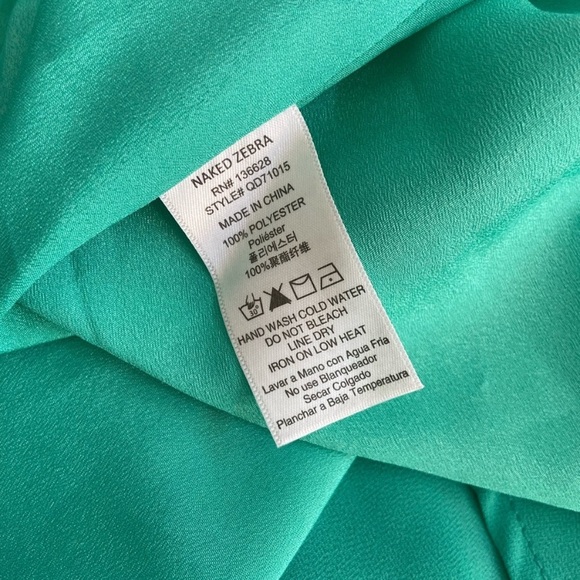 NAKED ZEBRA
RN# 136628
STYLE# QD71015
MADE IN CHINA
100% POLYESTER
Poliéster
폴리에스터
100%聚酯纤维
30°
HAND WASH COLD WATER
DO NOT BLEACH
LINE DRY
IRON ON LOW HEAT
Lavar a Mano con Agua Fria
No use Blanqueador
Secar Colgado
Planchar a Baja Temperatura